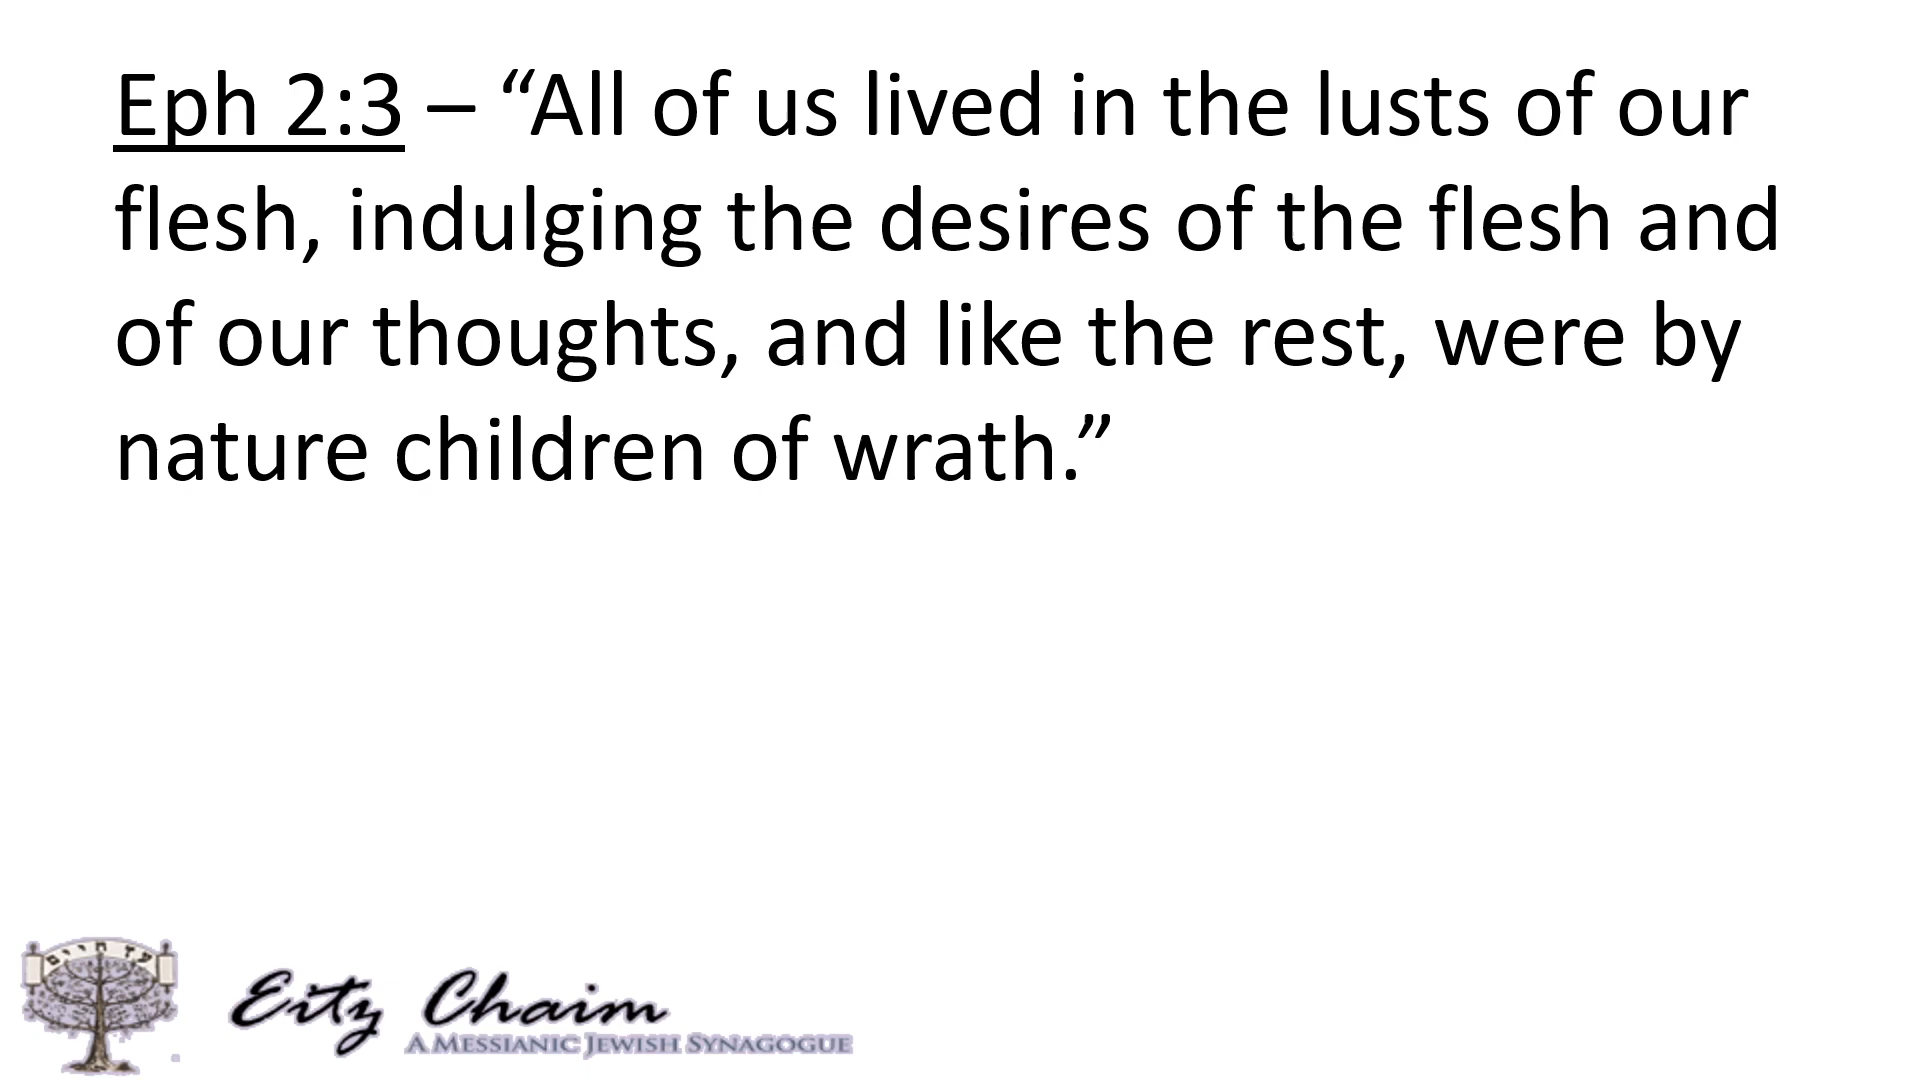 Eph 2:3 – “All of us lived in the lusts of our
flesh, indulging the desires of the flesh and
of our thoughts, and like the rest, were by
nature children of wrath.”
עץ חיים
Eitz Chaim
A MESSIANIC JEWISH SYNAGOGUE